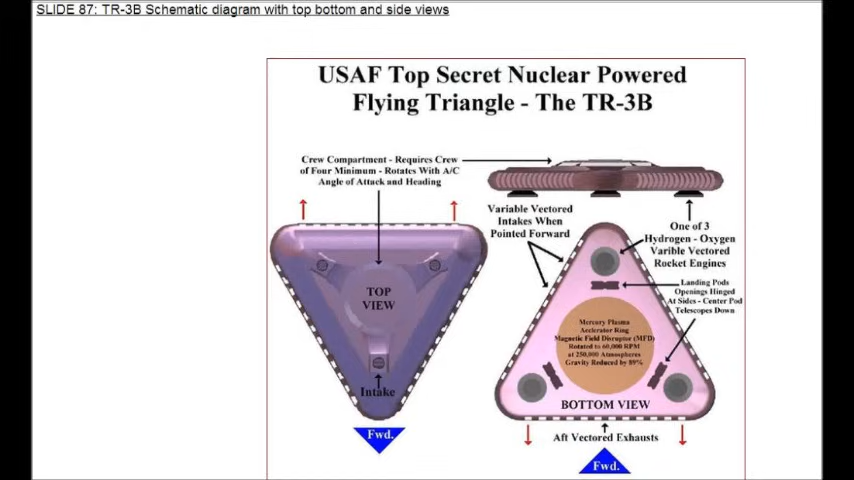 SLIDE 87: TR-3B Schematic diagram with top bottom and side views
USAF Top Secret Nuclear Powered
Flying Triangle - The TR-3B
Crew Compartment - Requires Crew
of Four Minimum - Rotates With A/C
Angle of Attack and Heading
Variable Vectored
Intakes When
Pointed Forward
One of 3
Hydrogen - Oxygen
Varible Vectored
Rocket Engines
Landing Pods
Openings Hinged
At Sides - Center Pod
Telescopes Down
TOP
VIEW
Intake
Fwd.
Mercury Plasma
Acclerator Ring
Magnetic Field Disruptor (MFD)
Rotated to 60,000 RPM
at 250,000 Atmospheres
Gravity Reduced by 89%
BOTTOM VIEW
Aft Vectored Exhausts
Fwd.